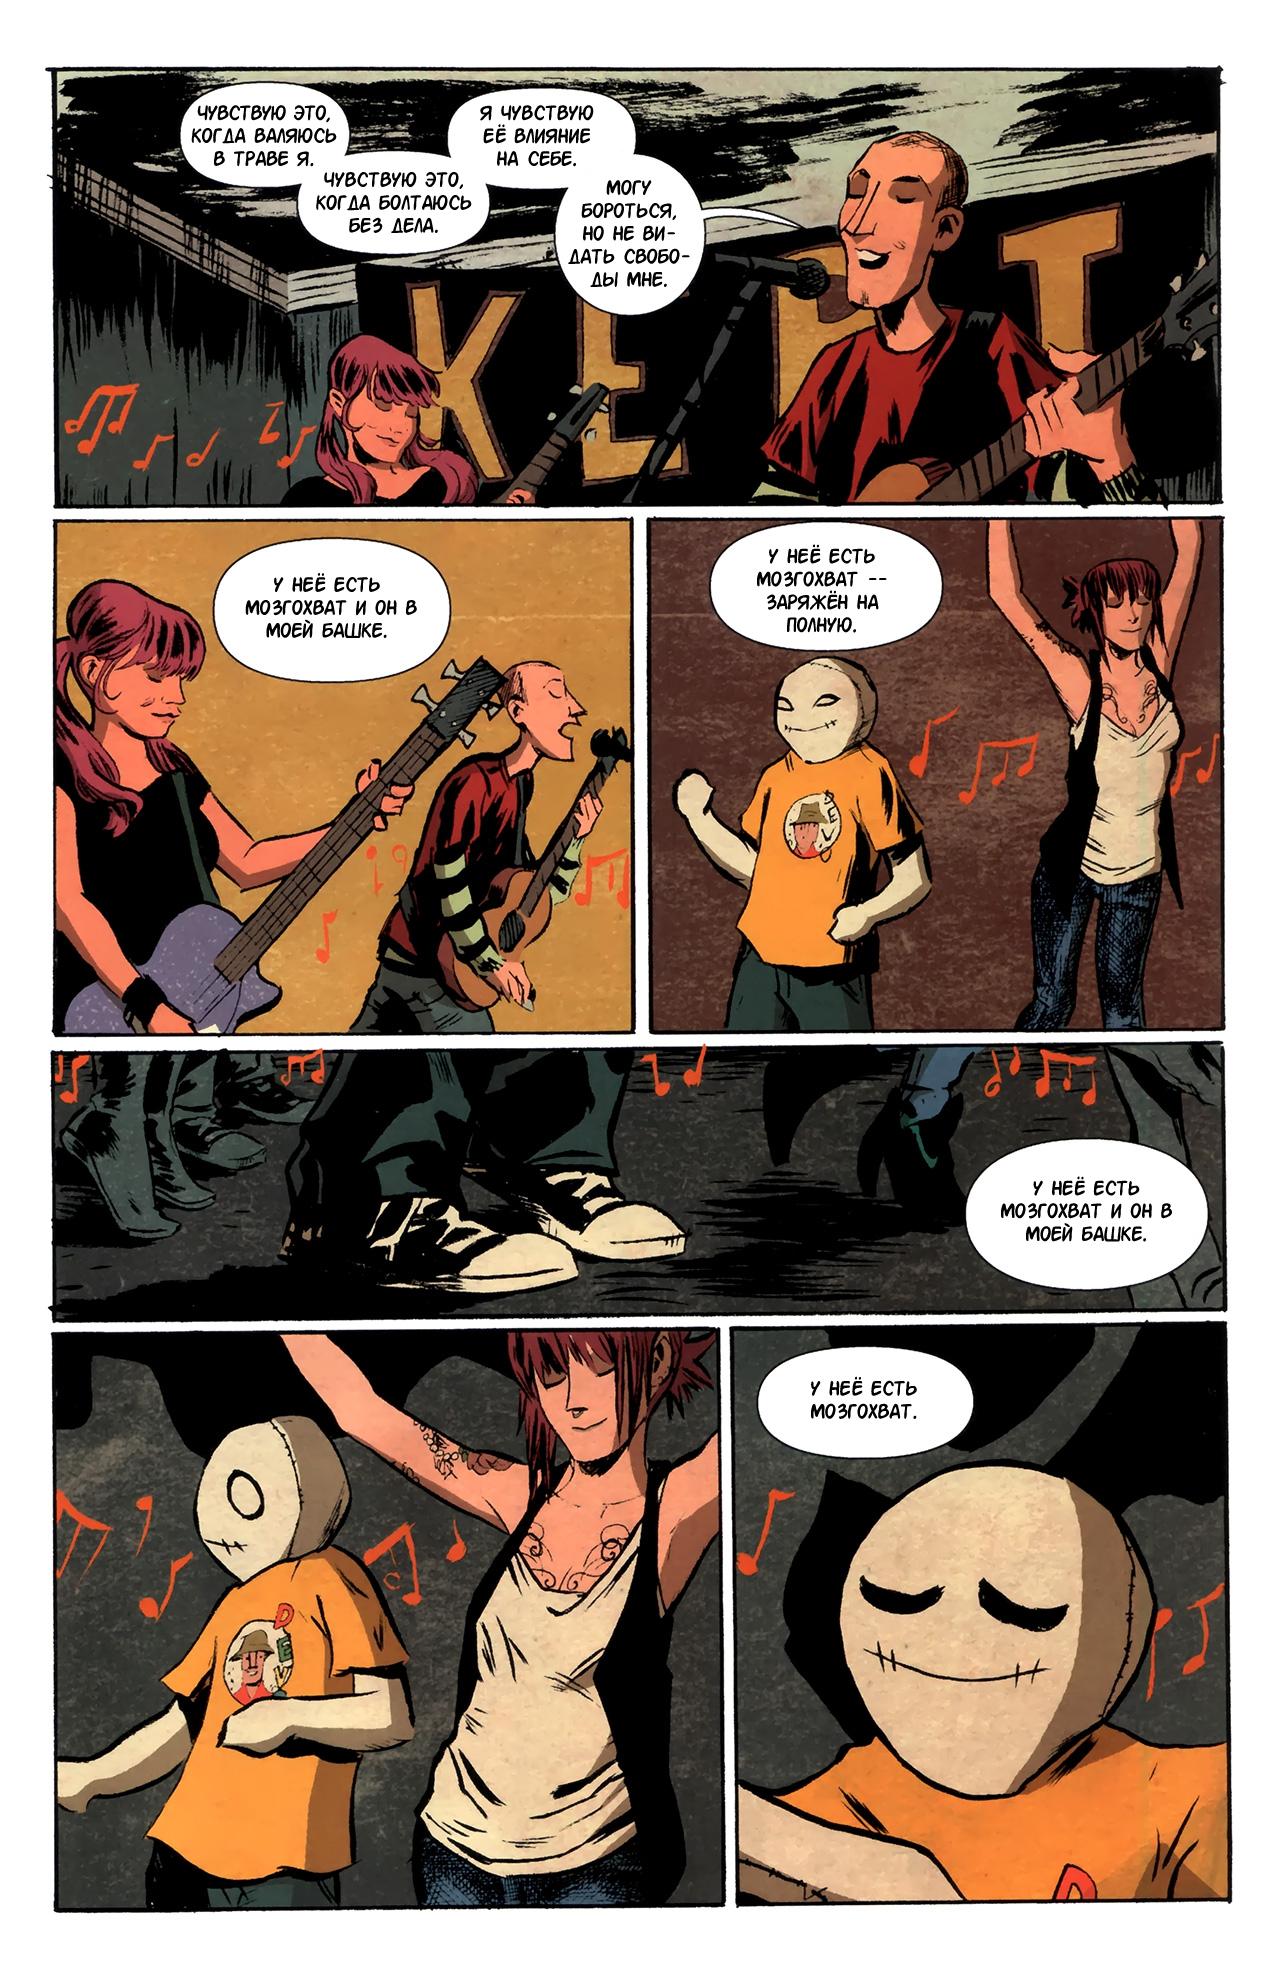 ЧУВСТВУЮ ЭТО,
КОГДА ВАЛЯЮСЬ
В ТРАВЕ Я.
ЧУВСТВУЮ ЭТО,
КОГДА БОЛТАЮСЬ
БЕЗ ДЕЛА.
Я ЧУВСТВУЮ
ЕЁ ВЛИЯНИЕ
НА СЕБЕ.
МОГУ
БОРОТЬСЯ,
НО НЕ ВИ-
ДАТЬ СВОБО-
ДЫ МНЕ.
У НЕЁ ЕСТЬ
МОЗГОХВАТ И ОН В
МОЕЙ БАШКЕ.
У НЕЁ ЕСТЬ
МОЗГОХВАТ --
ЗАРЯЖЁН НА
ПОЛНУЮ.
У НЕЁ ЕСТЬ
МОЗГОХВАТ И ОН В
МОЕЙ БАШКЕ.
DEV
У НЕЁ ЕСТЬ
МОЗГОХВАТ.